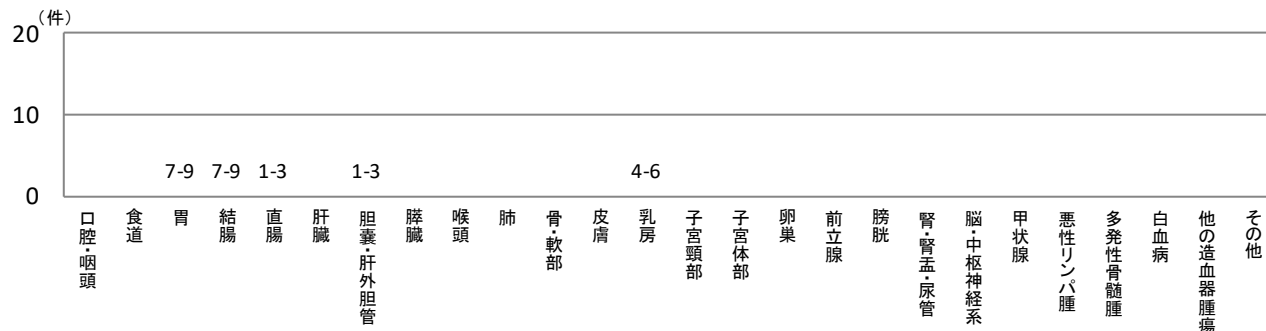 （件）
20
10
0
7-9
7-9
1-3
1-3
4-6
口腔・咽頭
食道
胃
結腸
直腸
肝臓
胆嚢・肝外胆管
膵臓
喉頭
肺
骨・軟部
皮膚
乳房
子宮頸部
子宮体部
卵巣
前立腺
膀胱
腎・腎盂・尿管
脳・中枢神経系
甲状腺
悪性リンパ腫
多発性骨髄腫
白血病
他の造血器腫瘍
その他